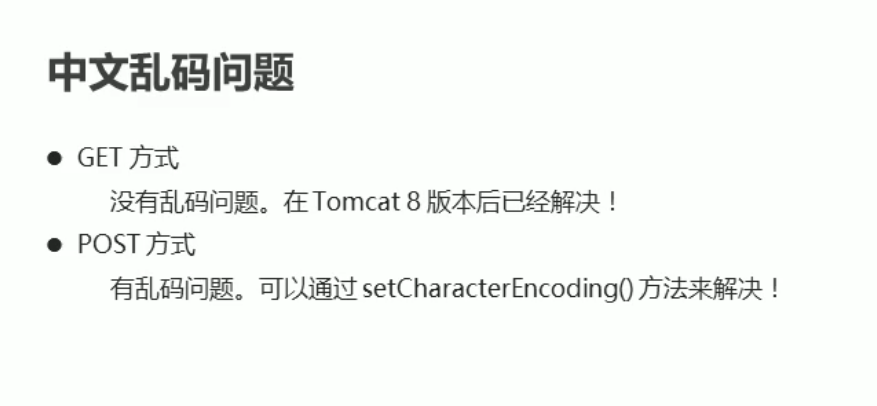 中文乱码问题
● GET 方式
没有乱码问题。在 Tomcat 8 版本后已经解决！
● POST 方式
有乱码问题。可以通过 setCharacterEncoding() 方法来解决！